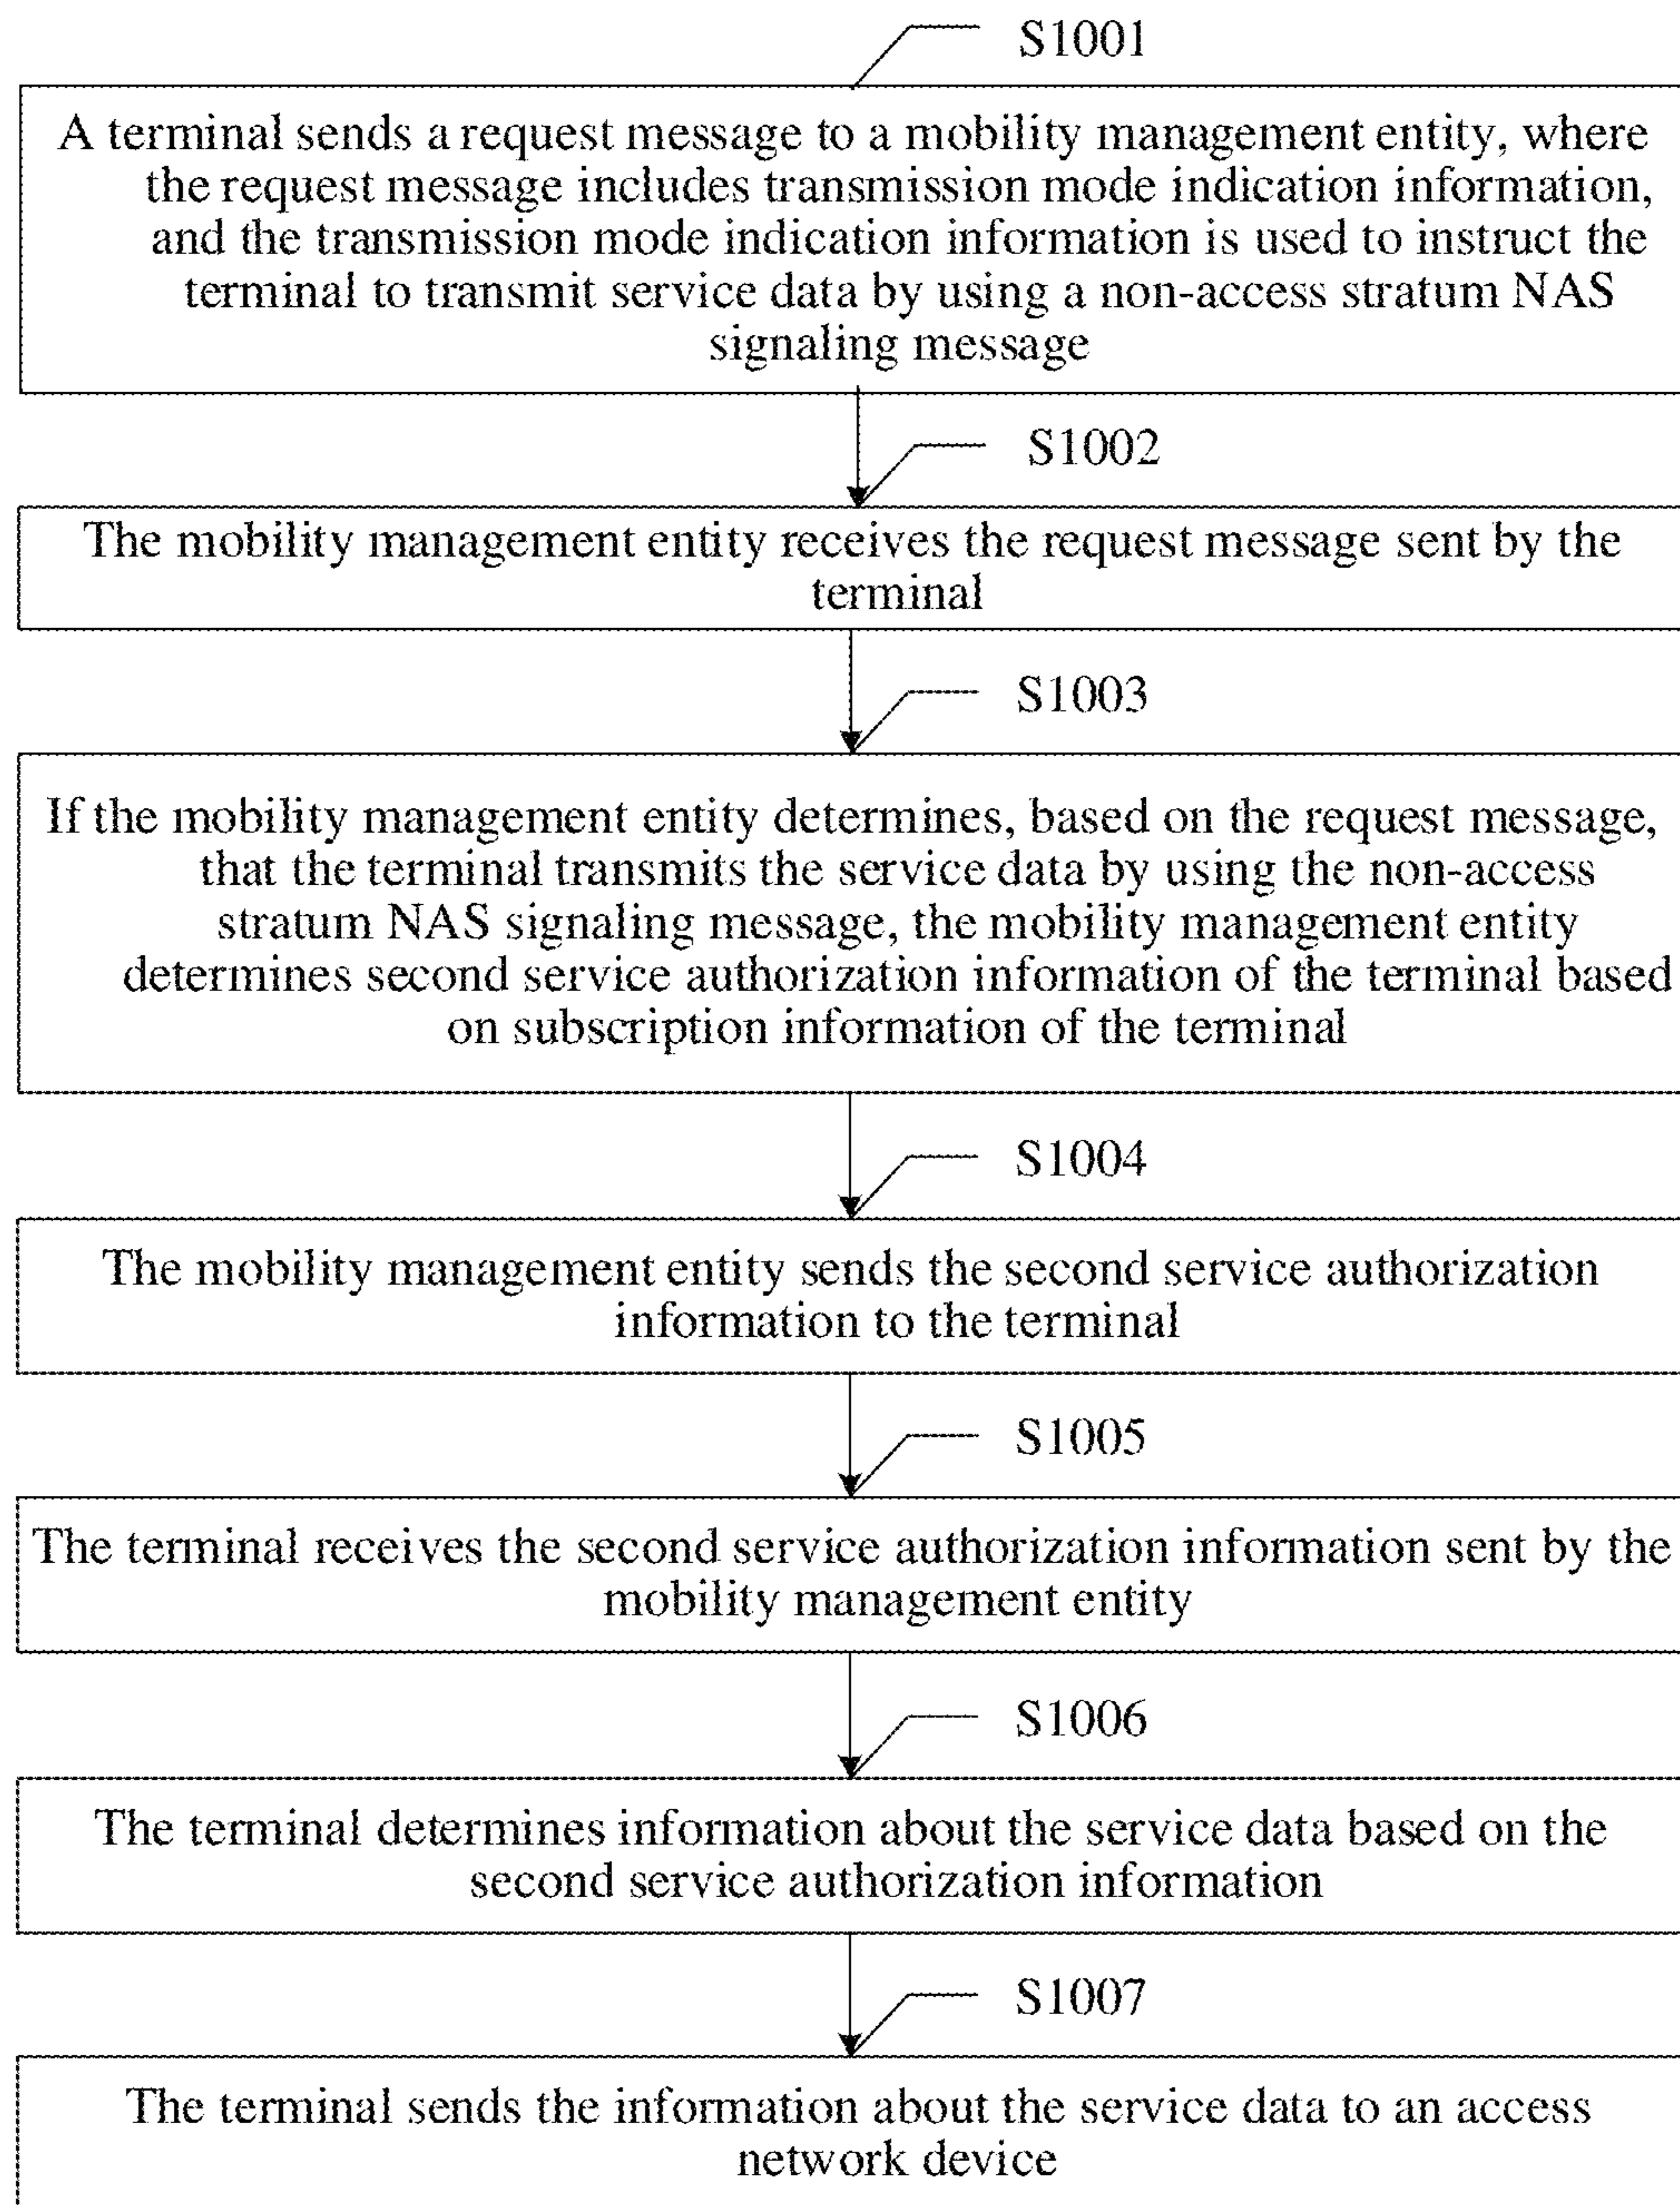 S1001
A terminal sends a request message to a mobility management entity, where
the request message includes transmission mode indication information,
and the transmission mode indication information is used to instruct the
terminal to transmit service data by using a non-access stratum NAS
signaling message
S1002
The mobility management entity receives the request message sent by the
terminal
S1003
If the mobility management entity determines, based on the request message,
that the terminal transmits the service data by using the non-access
stratum NAS signaling message, the mobility management entity
determines second service authorization information of the terminal based
on subscription information of the terminal
S1004
The mobility management entity sends the second service authorization
information to the terminal
S1005
The terminal receives the second service authorization information sent by the
mobility management entity
S1006
The terminal determines information about the service data based on the
second service authorization information
S1007
The terminal sends the information about the service data to an access
network device